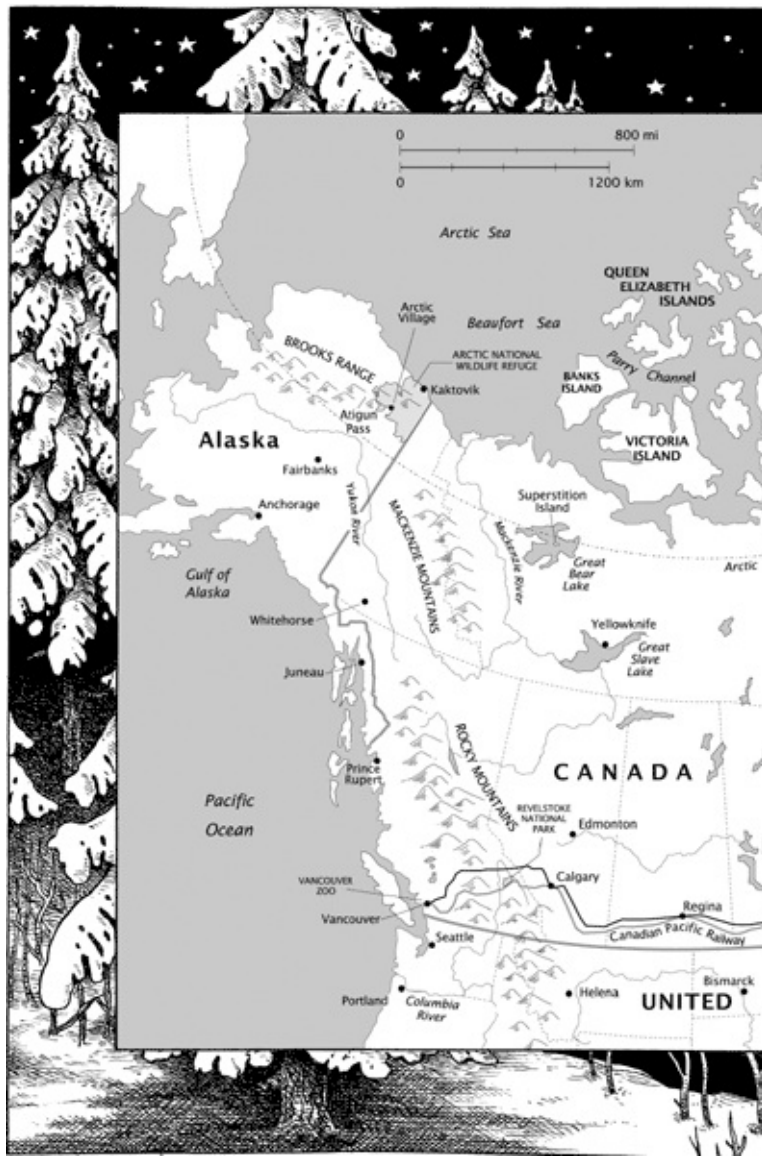 0 800 mi
0 1200 km
Arctic Sea
QUEEN
ELIZABETH
ISLANDS
Arctic
Village
Beaufort Sea
BROOKS RANGE
ARCTIC NATIONAL
WILDLIFE REFUGE
Parry Channel
BANKS
ISLAND
Kaktovik
Atigun
Pass
Alaska
VICTORIA
ISLAND
Fairbanks
Yukon River
Superstition
Island
Anchorage
MACKENZIE MOUNTAINS
Mackenzie River
Great
Bear
Lake
Arctic
Gulf of
Alaska
Whitehorse
Yellowknife
Great
Slave
Lake
Juneau
ROCKY MOUNTAINS
Prince
Rupert
CANADA
Pacific
Ocean
REVELSTOKE
NATIONAL
PARK
Edmonton
VANCOUVER
ZOO
Calgary
Vancouver
Regina
Canadian Pacific Railway
Seattle
Portland
Columbia
River
Helena
UNITED
Bismarck